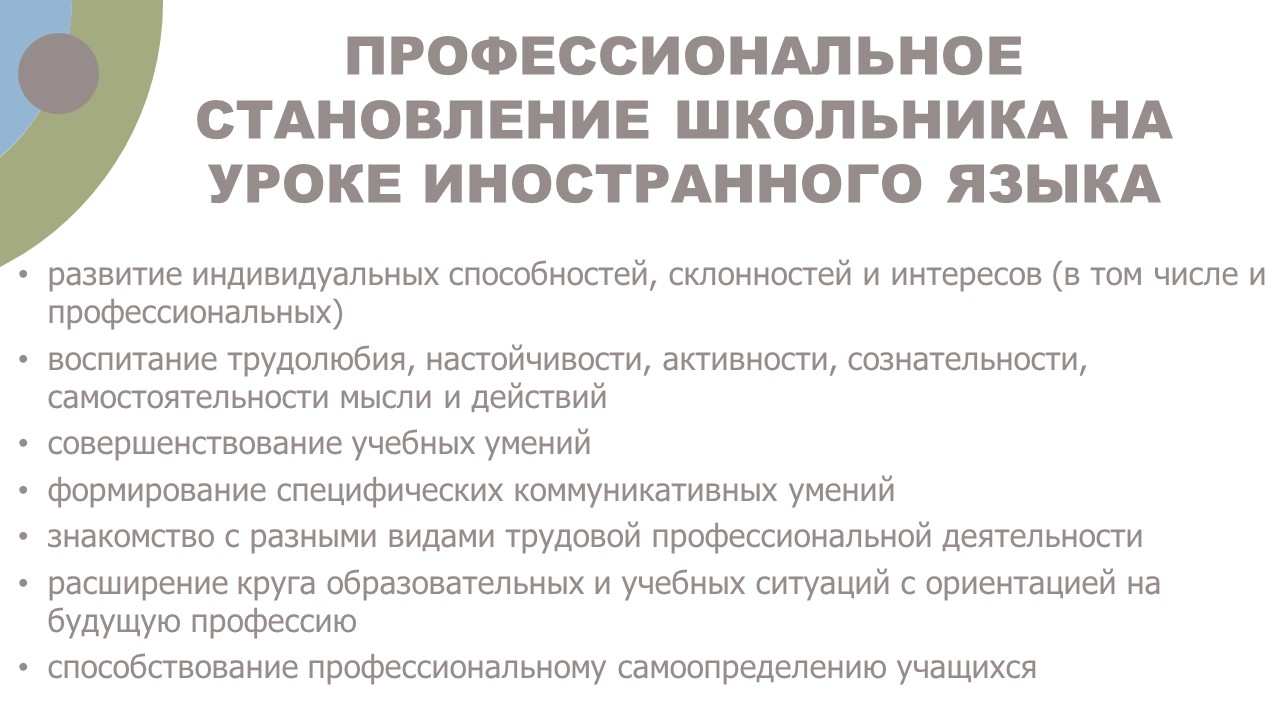 ПРОФЕССИОНАЛЬНОЕ
СТАНОВЛЕНИЕ ШКОЛЬНИКА НА
УРОКЕ ИНОСТРАННОГО ЯЗЫКА
• развитие индивидуальных способностей, склонностей и интересов (в том числе и
профессиональных)
• воспитание трудолюбия, настойчивости, активности, сознательности,
самостоятельности мысли и действий
• совершенствование учебных умений
• формирование специфических коммуникативных умений
• знакомство с разными видами трудовой профессиональной деятельности
• расширение круга образовательных и учебных ситуаций с ориентацией на
будущую профессию
• способствование профессиональному самоопределению учащихся